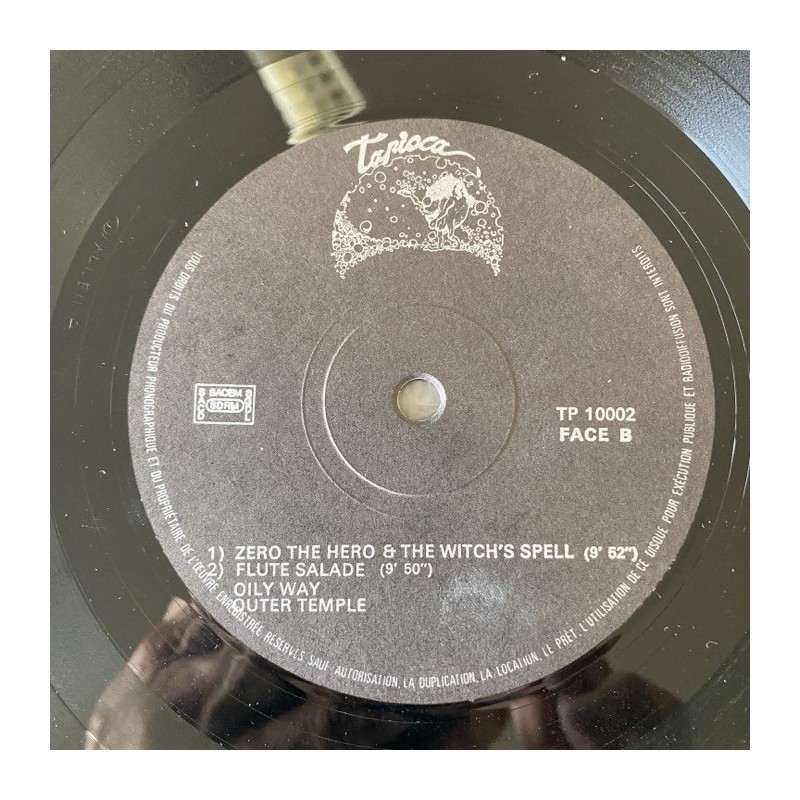 Tapioca
SACEM
SACD
SDRM
SGDL
TP 10002
FACE B
1) ZERO THE HERO & THE WITCH'S SPELL (9' 52")
2) FLUTE SALADE (9' 50")
OILY WAY
OUTER TEMPLE
TOUS DROITS DU PRODUCTEUR PHONOGRAPHIQUE ET DU PROPRIÉTAIRE DE L'ŒUVRE ENREGISTRÉE RÉSERVÉS SAUF AUTORISATION, LA DUPLICATION, LA LOCATION, LE PRÊT, L'UTILISATION DE CE DISQUE POUR EXÉCUTION PUBLIQUE ET RADIODIFFUSION SONT INTERDITS